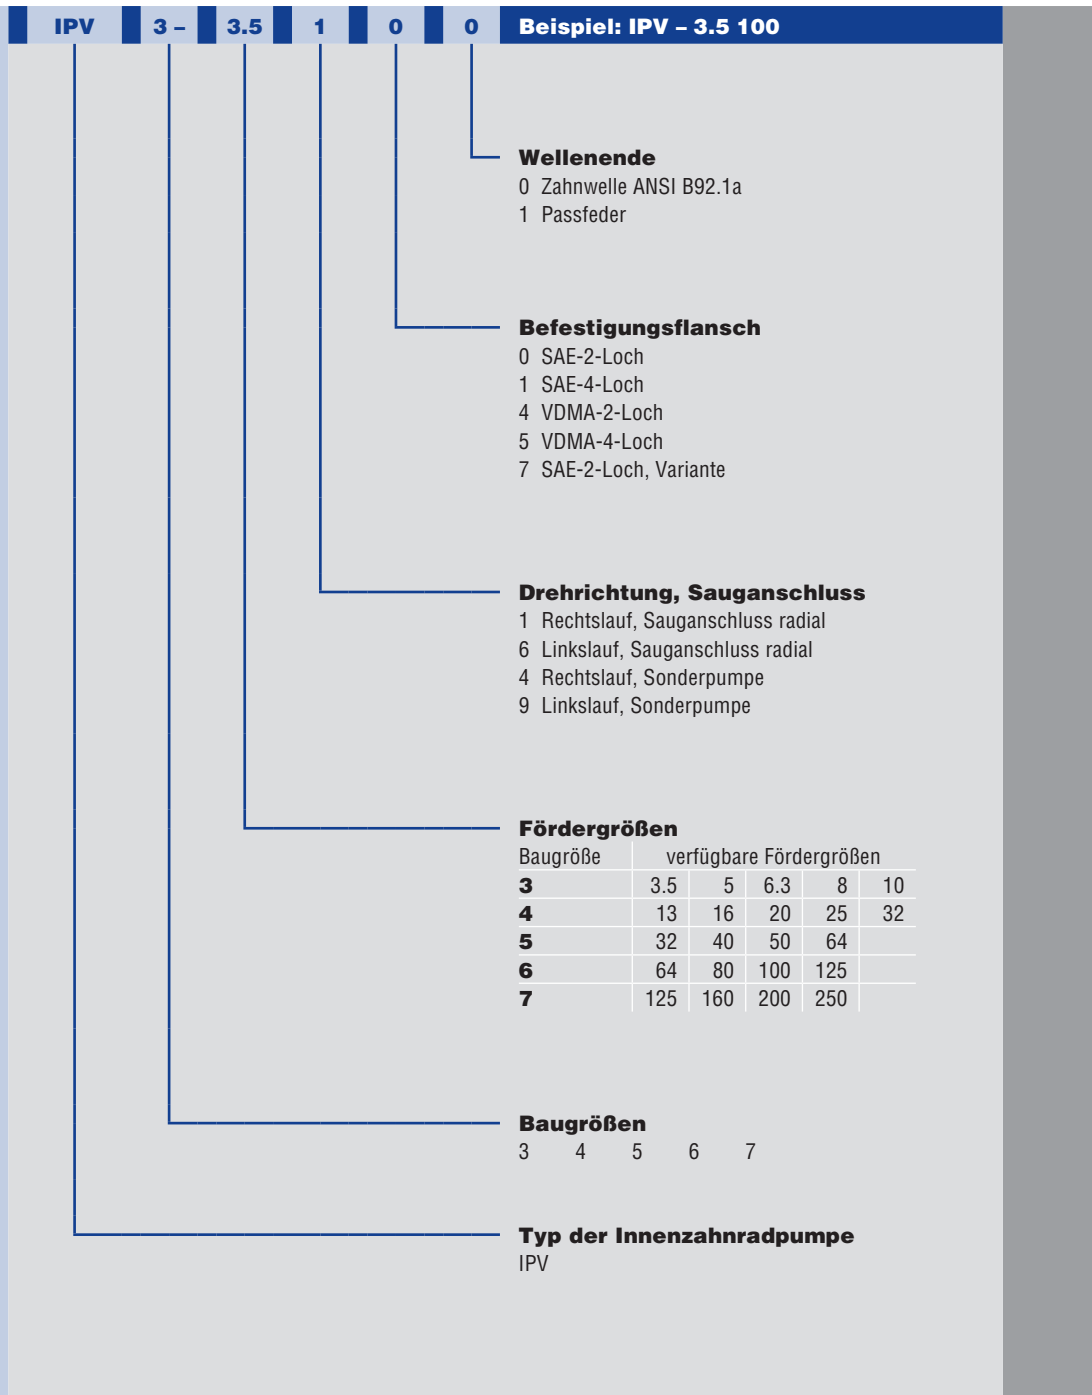 IPV 3 – 3.5 1 0 0 Beispiel: IPV – 3.5 100
Wellenende
0 Zahnwelle ANSI B92.1a
1 Passfeder
Befestigungsflansch
0 SAE-2-Loch
1 SAE-4-Loch
4 VDMA-2-Loch
5 VDMA-4-Loch
7 SAE-2-Loch, Variante
Drehrichtung, Sauganschluss
1 Rechtslauf, Sauganschluss radial
6 Linkslauf, Sauganschluss radial
4 Rechtslauf, Sonderpumpe
9 Linkslauf, Sonderpumpe
Fördergrößen
Baugröße verfügbare Fördergrößen
3 3.5 5 6.3 8 10
4 13 16 20 25 32
5 32 40 50 64
6 64 80 100 125
7 125 160 200 250
Baugrößen
3 4 5 6 7
Typ der Innenzahnradpumpe
IPV